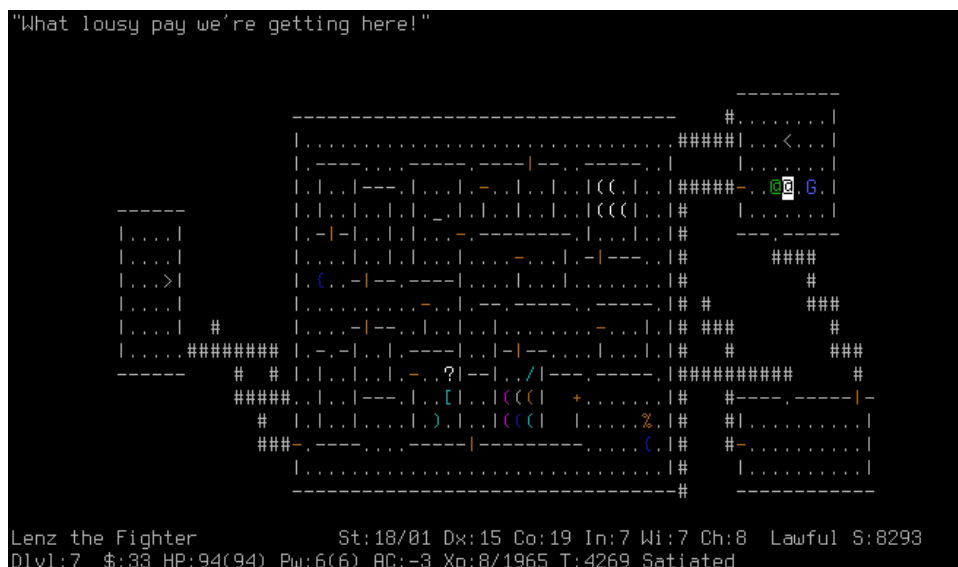 "What lousy pay we're getting here!"
Lenz the Fighter St:18/01 Dx:15 Co:19 In:7 Wi:7 Ch:8 Lawful S:8293
Dlvl:7 $:33 HP:94(94) Pw:6(6) AC:-3 Xp:8/1965 T:4269 Satiated